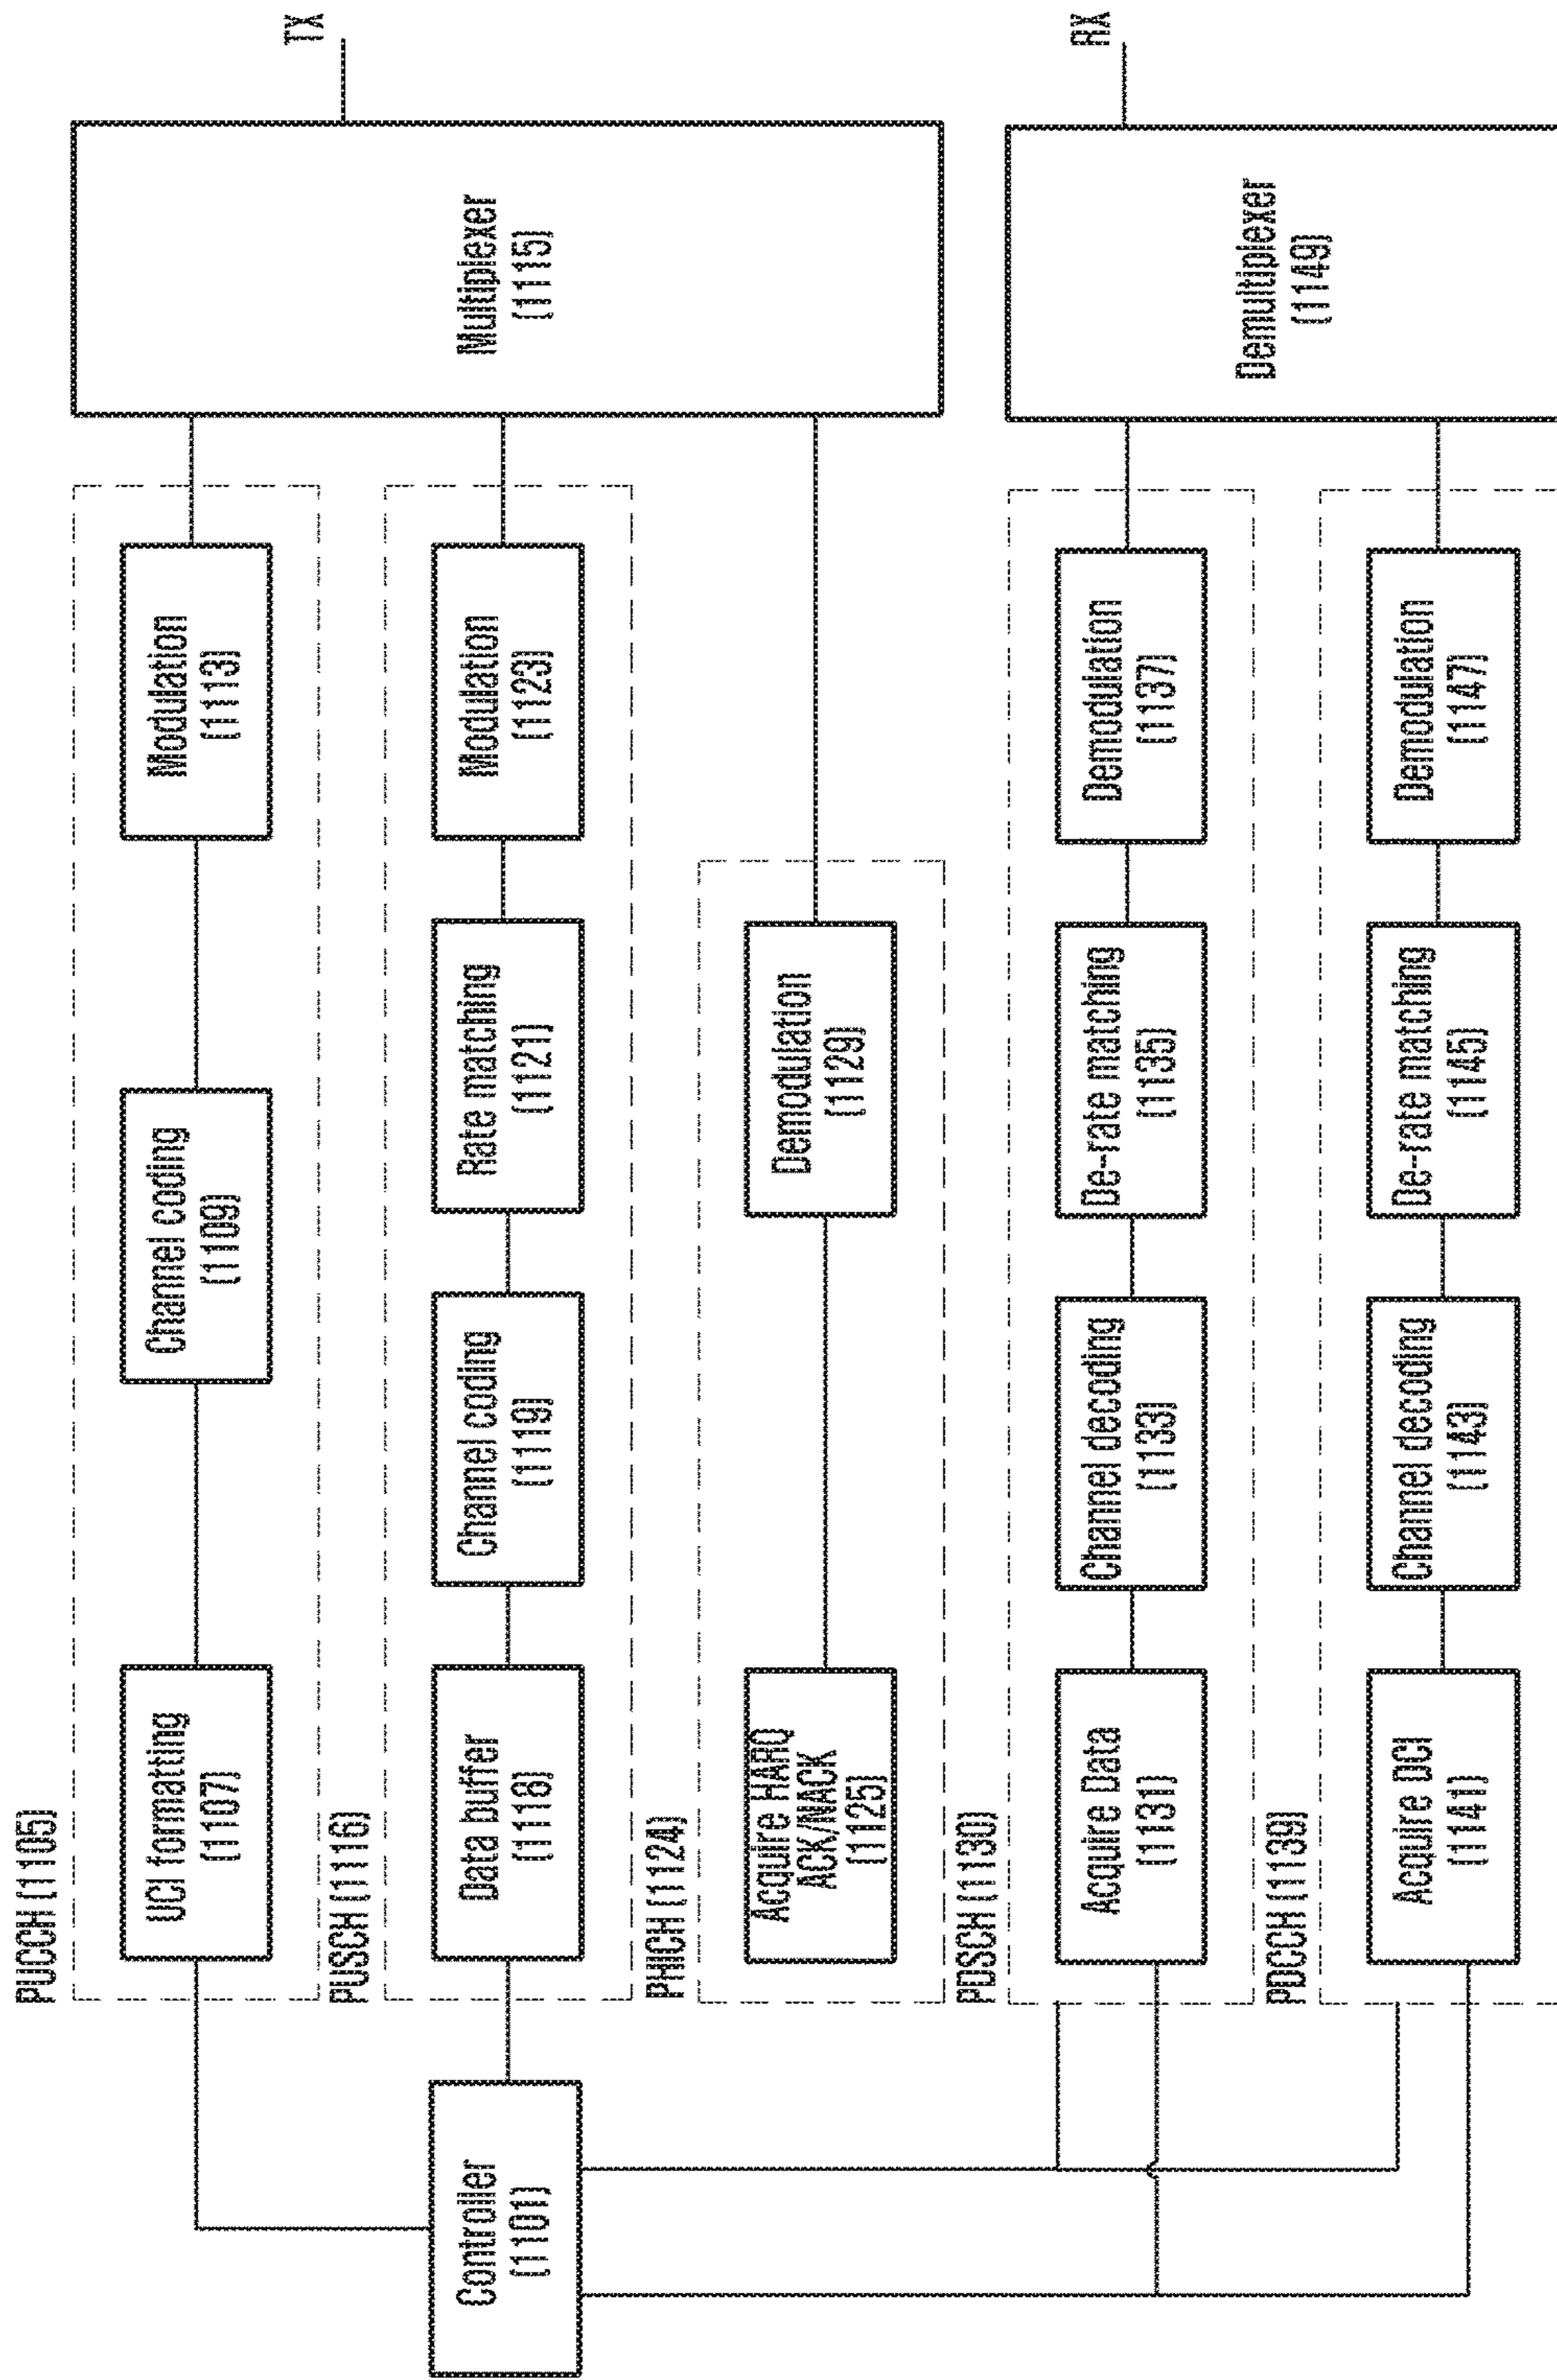 PUCCH (1105)
UCI formatting
(1107)
Channel coding
(1109)
Modulation
(1113)
Multiplexer
(1115)
TX
PUSCH (1116)
Controller
(1101)
Data buffer
(1118)
Channel coding
(1119)
Rate matching
(1121)
Modulation
(1123)
PHICH (1124)
Acquire HARQ
ACK/NACK
(1125)
Demodulation
(1129)
PDSCH (1130)
Acquire Data
(1131)
Channel decoding
(1133)
De-rate matching
(1135)
Demodulation
(1137)
Demultiplexer
(1149)
RX
PDCCH (1139)
Acquire DCI
(1141)
Channel decoding
(1143)
De-rate matching
(1145)
Demodulation
(1147)